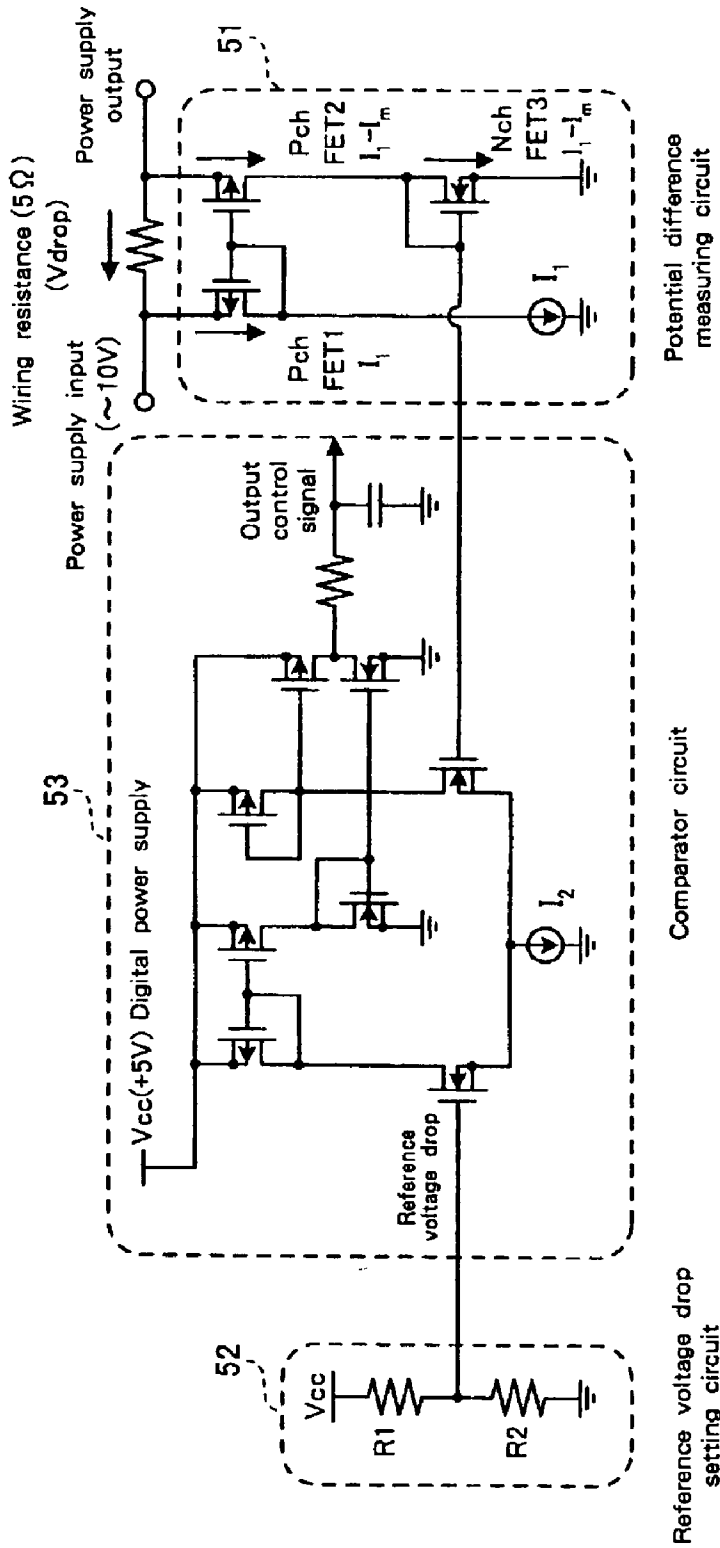 53
Vcc(+5V) Digital power supply
Power supply input
(~10V)
Wiring resistance (5Ω)
(Vdrop)
Power supply
output
51
52
Vcc
R1
R2
Reference
voltage drop
I2
Output
control
signal
Pch
FET1
I1
Pch
FET2
I1-Im
Nch
FET3
I1-Im
I1
Reference voltage drop
setting circuit
Comparator circuit
Potential difference
measuring circuit